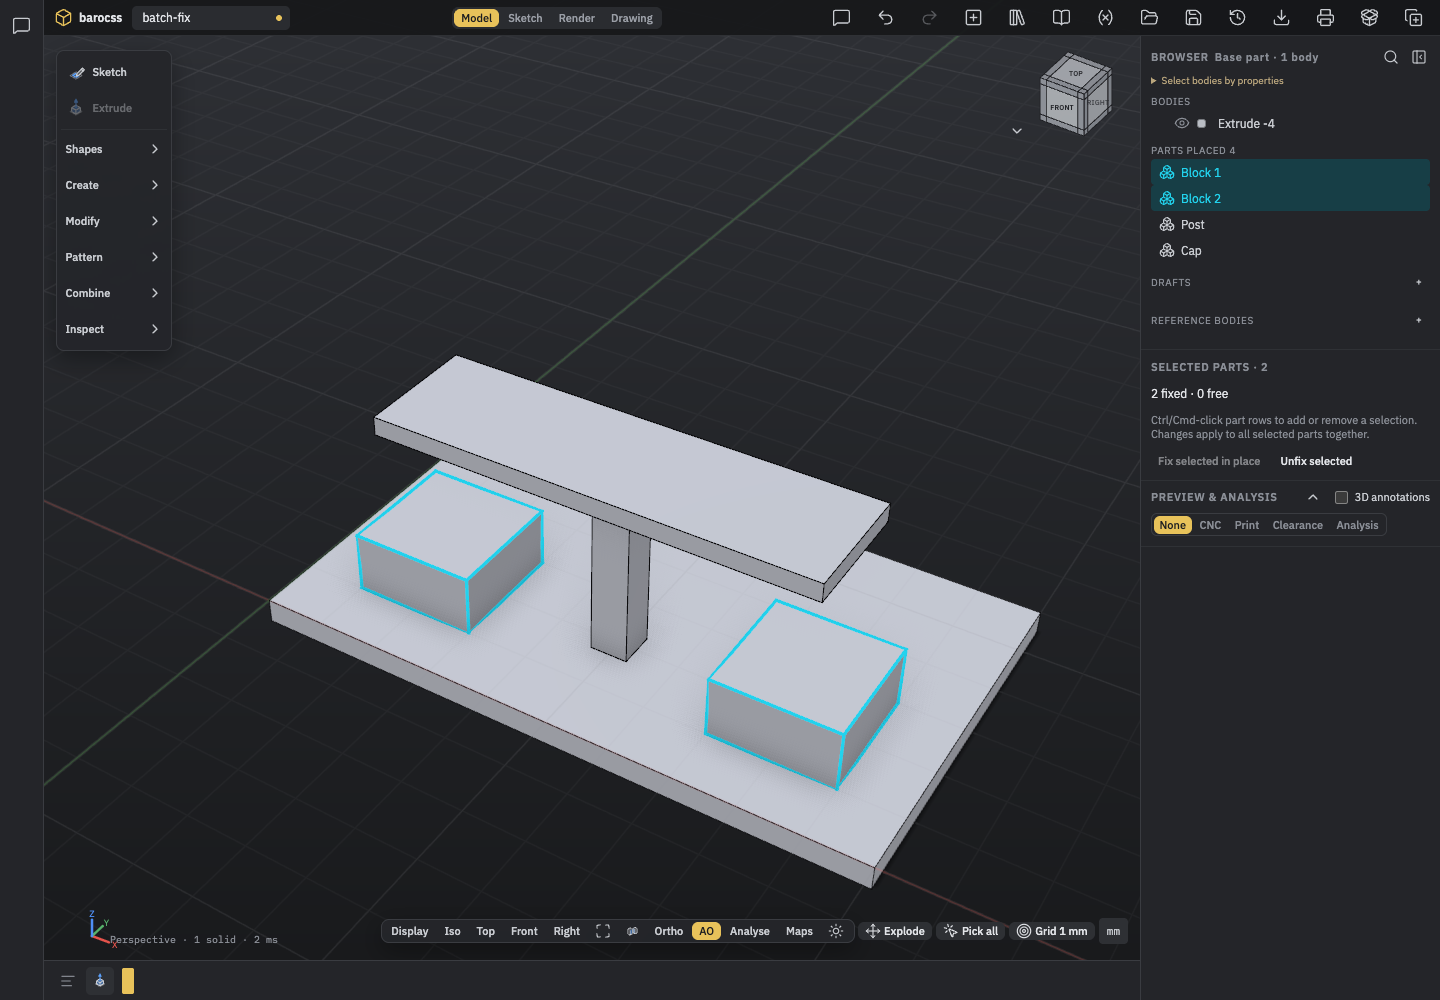 barocss
batch-fix
Model
Sketch
Render
Drawing
Sketch
Extrude
Shapes
Create
Modify
Pattern
Combine
Inspect
TOP
FRONT
RIGHT
BROWSER Base part · 1 body
Select bodies by properties
BODIES
Extrude -4
PARTS PLACED 4
Block 1
Block 2
Post
Cap
DRAFTS +
REFERENCE BODIES +
SELECTED PARTS · 2
2 fixed · 0 free
Ctrl/Cmd-click part rows to add or remove a selection.
Changes apply to all selected parts together.
Fix selected in place Unfix selected
PREVIEW & ANALYSIS 3D annotations
None CNC Print Clearance Analysis
Z
Y
X
Perspective · 1 solid · 2 ms
Display Iso Top Front Right Ortho AO Analyse Maps Explode Pick all Grid 1 mm mm